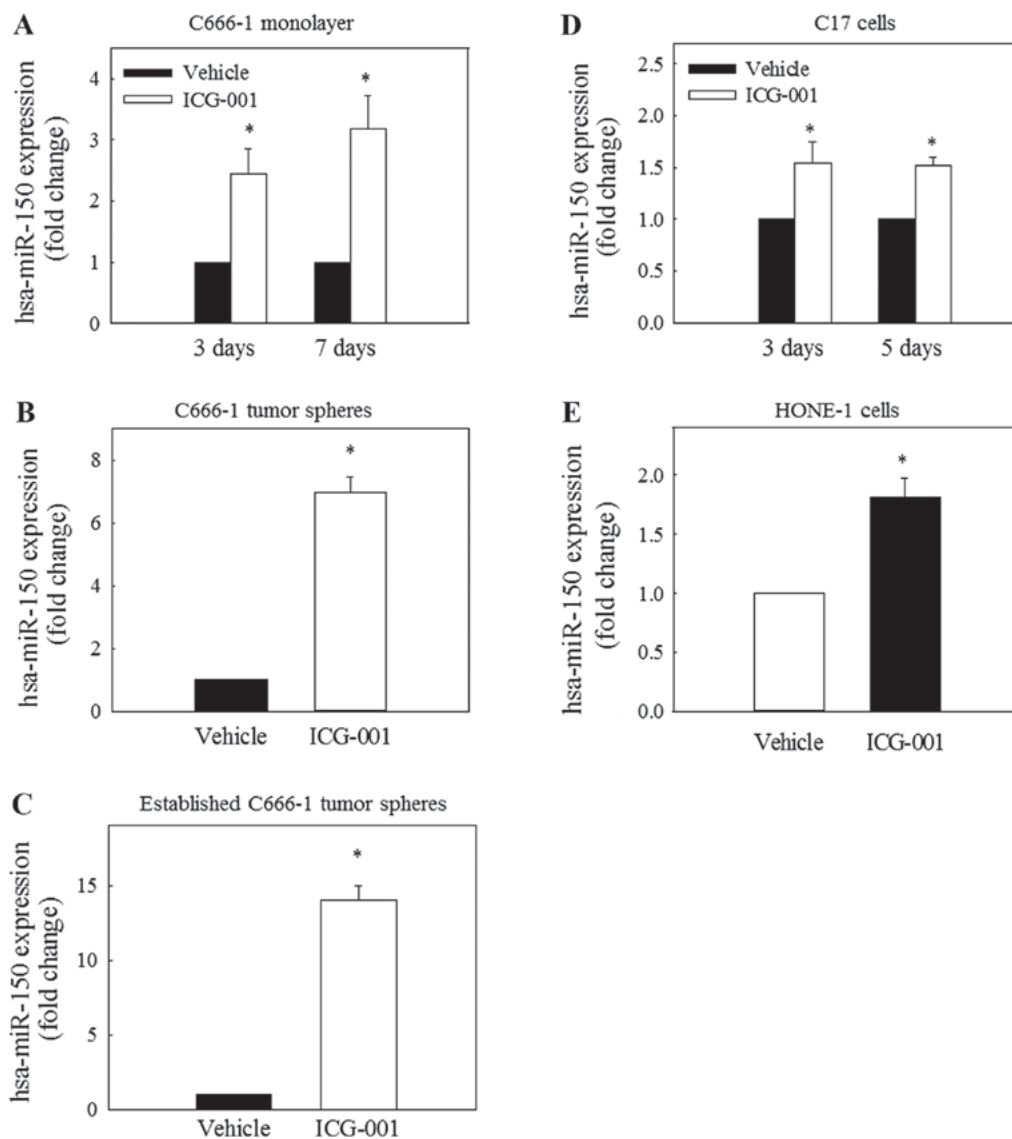 A
C666-1 monolayer
hsa-miR-150 expression
(fold change)
4
3
2
1
0
Vehicle
ICG-001
*
*
3 days
7 days
B
C666-1 tumor spheres
hsa-miR-150 expression
(fold change)
8
6
4
2
0
*
Vehicle
ICG-001
C
Established C666-1 tumor spheres
hsa-miR-150 expression
(fold change)
15
10
5
0
*
Vehicle
ICG-001
D
C17 cells
hsa-miR-150 expression
(fold change)
2.5
2.0
1.5
1.0
0.5
0.0
Vehicle
ICG-001
*
*
3 days
5 days
E
HONE-1 cells
hsa-miR-150 expression
(fold change)
2.0
1.5
1.0
0.5
0.0
*
Vehicle
ICG-001